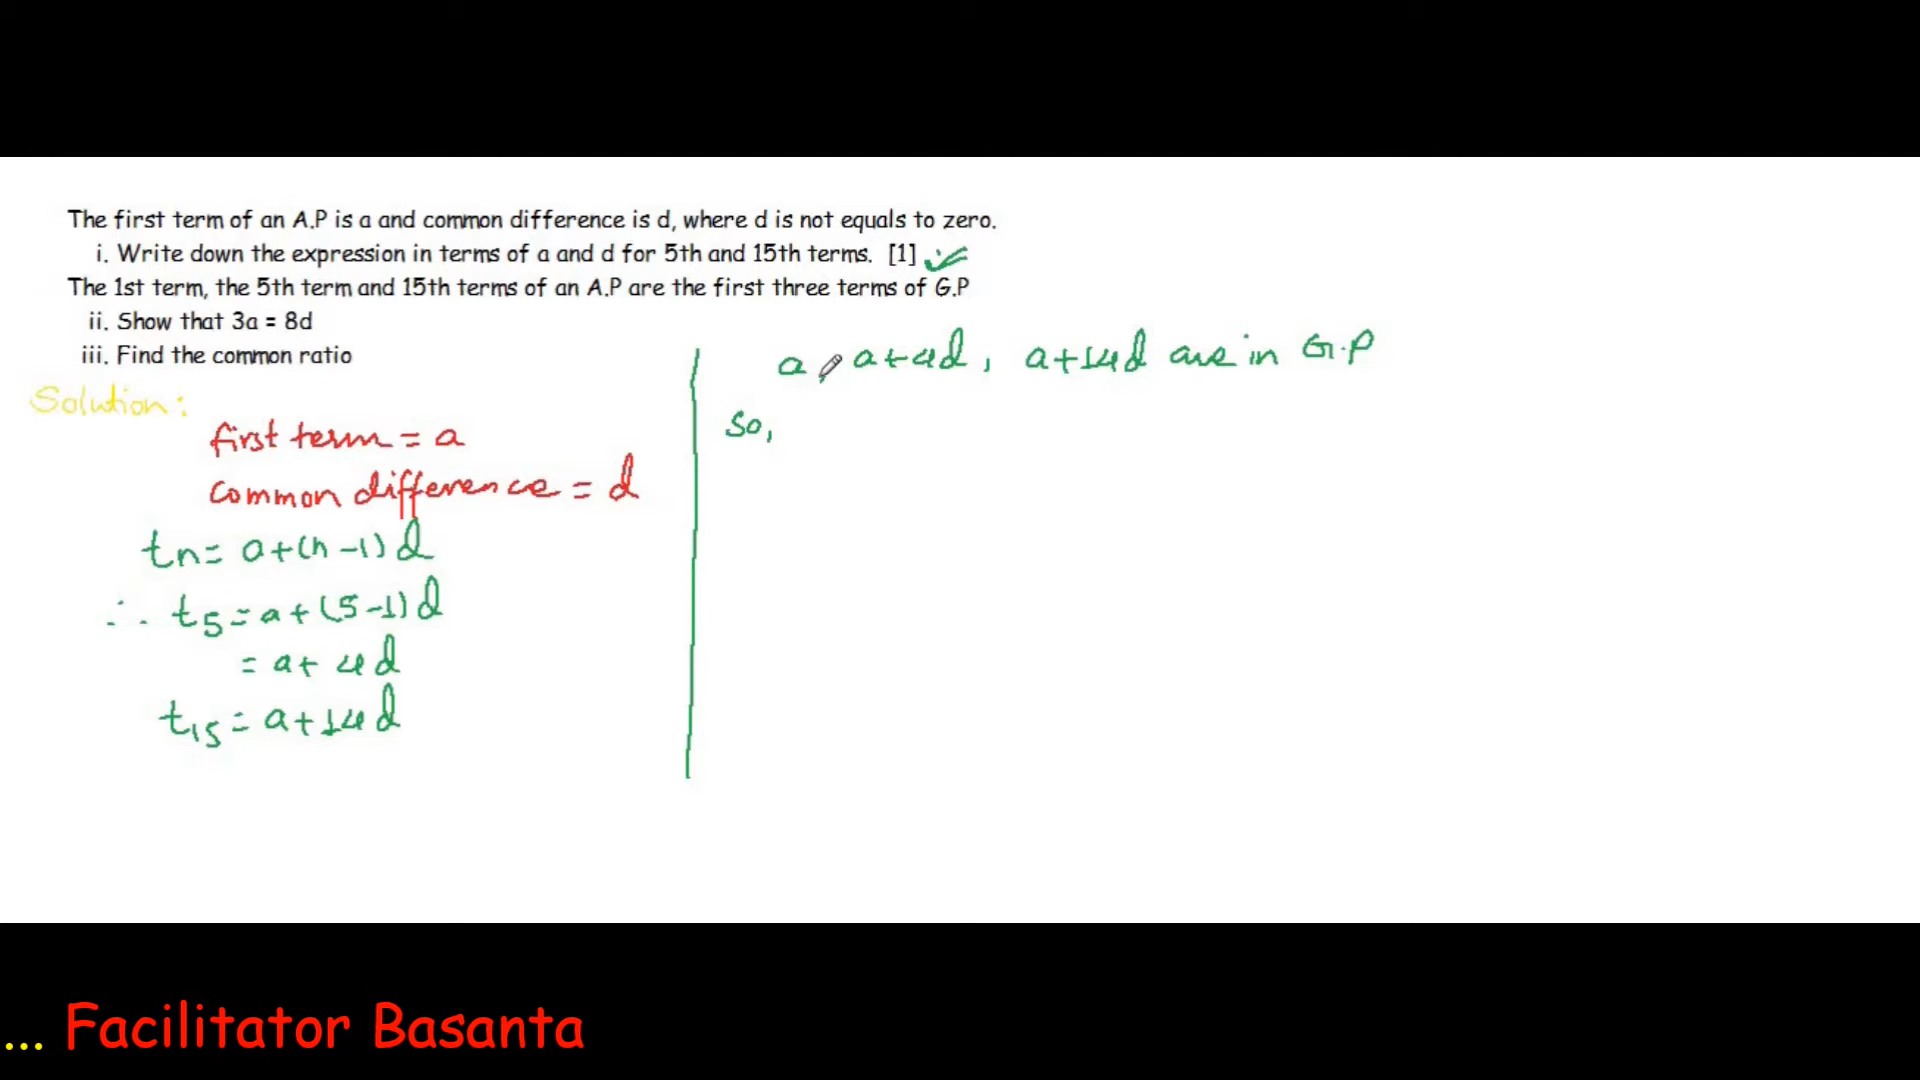 The first term of an A.P is a and common difference is d, where d is not equals to zero.
i. Write down the expression in terms of a and d for 5th and 15th terms. [1]
The 1st term, the 5th term and 15th terms of an A.P are the first three terms of G.P
ii. Show that 3a = 8d
iii. Find the common ratio
Solution:
first term = a
common difference = d
tn = a+(n-1)d
∴ t5 = a+(5-1)d
= a+4d
t15 = a+14d
a, a+4d, a+14d are in G.P
so,
... Facilitator Basanta